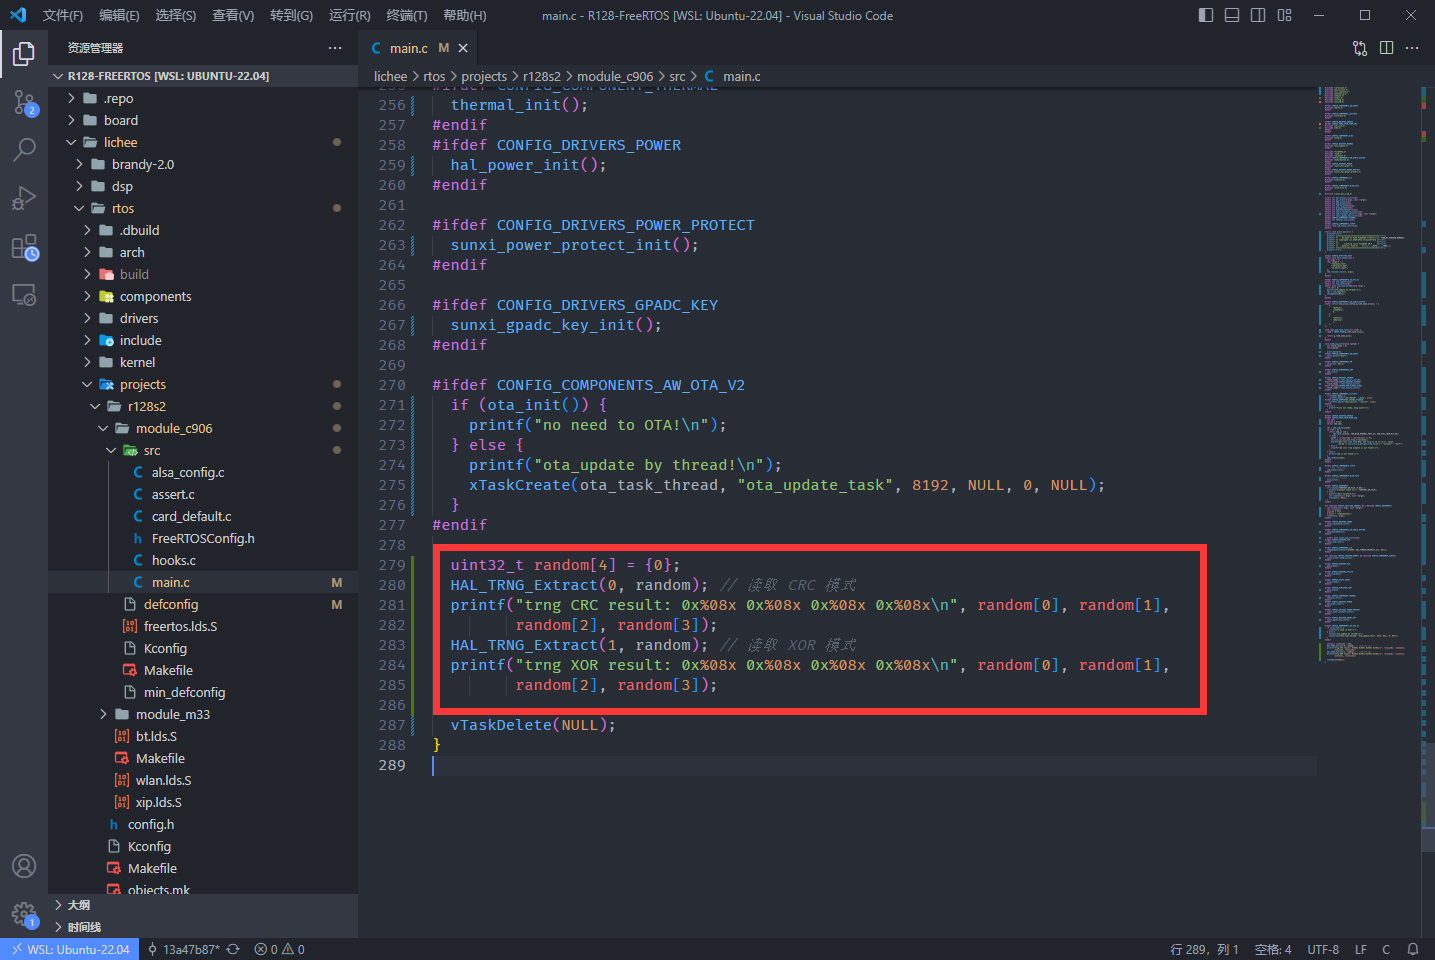 文件(F) 编辑(E) 选择(S) 查看(V) 转到(G) 运行(R) 终端(T) 帮助(H) main.c - R128-FreeRTOS [WSL: Ubuntu-22.04] - Visual Studio Code
资源管理器
main.c M
R128-FREERTOS [WSL: UBUNTU-22.04]
lichee > rtos > projects > r128s2 > module_c906 > src > C main.c
.repo
board
lichee
brandy-2.0
dsp
rtos
.dbuild
arch
build
components
drivers
include
kernel
projects
r128s2
module_c906
src
C alsa_config.c
C assert.c
C card_default.c
h FreeRTOSConfig.h
C hooks.c
C main.c M
defconfig M
freertos.lds.S
Kconfig
Makefile
min_defconfig
module_m33
bt.lds.S
Makefile
wlan.lds.S
xip.lds.S
h config.h
Kconfig
Makefile
objects.mk
大纲
时间线
2
1
255 #ifdef CONFIG_COMPONENT_THERMAL
256 thermal_init();
257 #endif
258 #ifdef CONFIG_DRIVERS_POWER
259 hal_power_init();
260 #endif
261
262 #ifdef CONFIG_DRIVERS_POWER_PROTECT
263 sunxi_power_protect_init();
264 #endif
265
266 #ifdef CONFIG_DRIVERS_GPADC_KEY
267 sunxi_gpadc_key_init();
268 #endif
269
270 #ifdef CONFIG_COMPONENTS_AW_OTA_V2
271 if (ota_init()) {
272 printf("no need to OTA!\n");
273 } else {
274 printf("ota_update by thread!\n");
275 xTaskCreate(ota_task_thread, "ota_update_task", 8192, NULL, 0, NULL);
276 }
277 #endif
278
279 uint32_t random[4] = {0};
280 HAL_TRNG_Extract(0, random); // 读取 CRC 模式
281 printf("trng CRC result: 0x%08x 0x%08x 0x%08x 0x%08x\n", random[0], random[1],
282 random[2], random[3]);
283 HAL_TRNG_Extract(1, random); // 读取 XOR 模式
284 printf("trng XOR result: 0x%08x 0x%08x 0x%08x 0x%08x\n", random[0], random[1],
285 random[2], random[3]);
286
287 vTaskDelete(NULL);
288 }
289
WSL: Ubuntu-22.04 13a47b87* 0 0 行 289，列 1 空格: 4 UTF-8 LF C